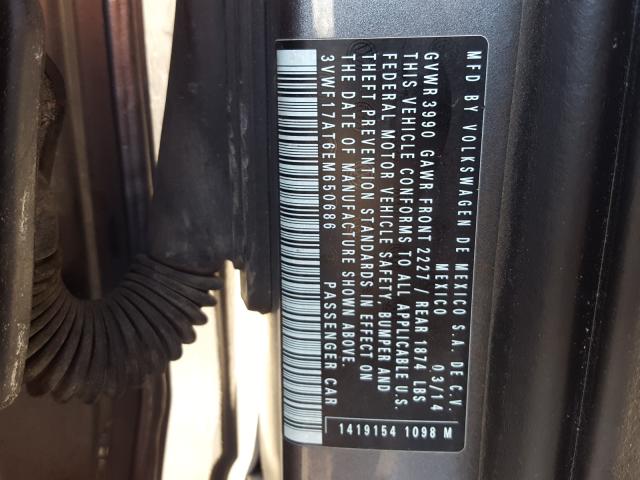 MFD BY VOLKSWAGEN DE MEXICO S.A. DE C.V.
MEXICO 03/14
GVWR 3990 GAWR FRONT 2227/ REAR 1874 LBS
THIS VEHICLE CONFORMS TO ALL APPLICABLE U.S.
FEDERAL MOTOR VEHICLE SAFETY, BUMPER AND
THEFT PREVENTION STANDARDS IN EFFECT ON
THE DATE OF MANUFACTURE SHOWN ABOVE.
3VWF17AT6EM650686 PASSENGER CAR
1419154 1098 M